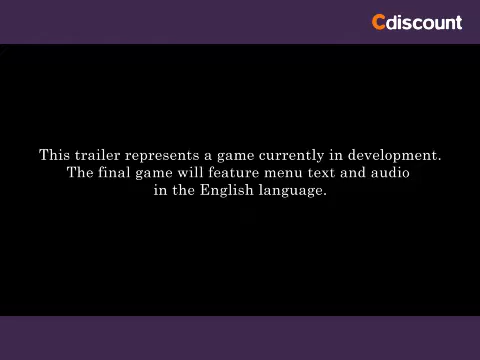 Cdiscount
This trailer represents a game currently in development.
The final game will feature menu text and audio
in the English language.